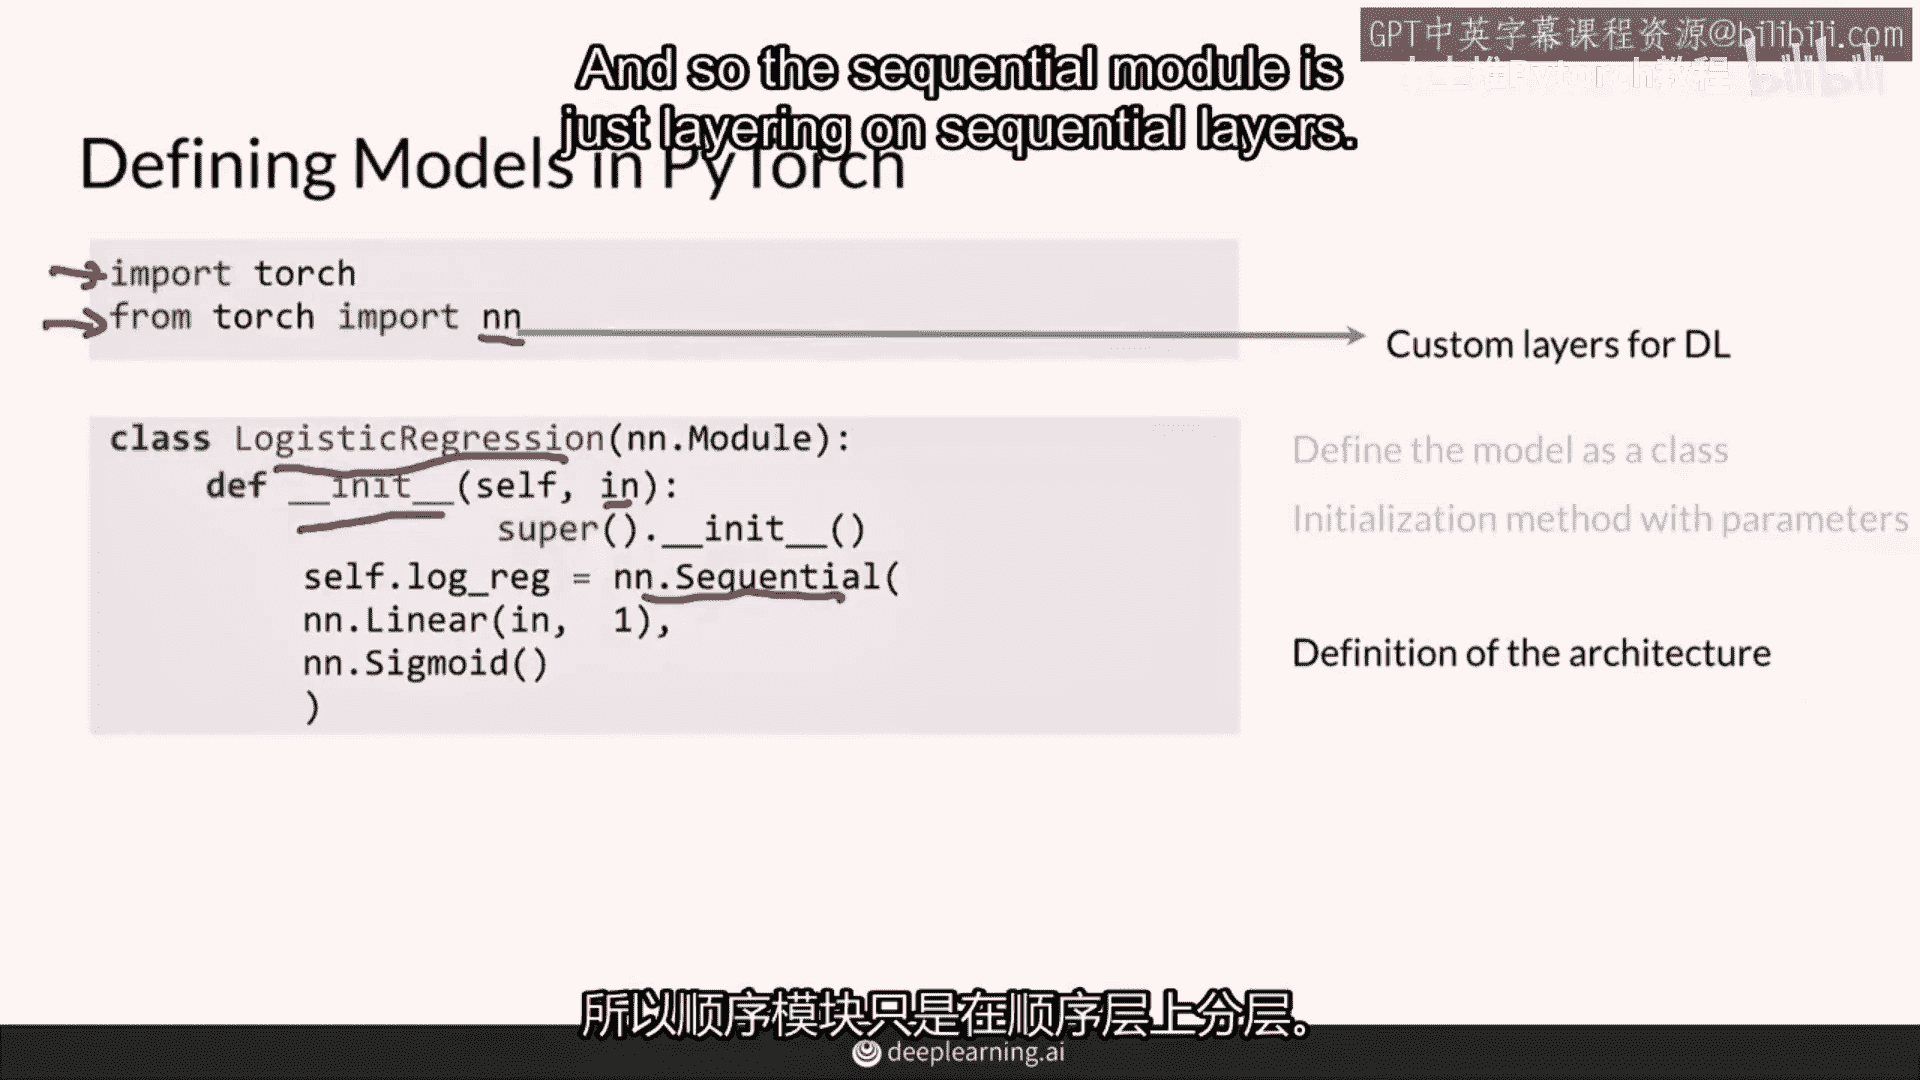 GPT中英字幕课程资源@bilibili.com
And so the sequential module is
just layering on sequential layers.
Defining Models in PyTorch
import torch
from torch import nn
Custom layers for DL
class LogisticRegression(nn.Module):
def __init__(self, in):
super().__init__()
self.log_reg = nn.Sequential(
nn.Linear(in, 1),
nn.Sigmoid()
)
Define the model as a class
Initialization method with parameters
Definition of the architecture
所以顺序模块只是在顺序层上分层。
deeplearning.ai